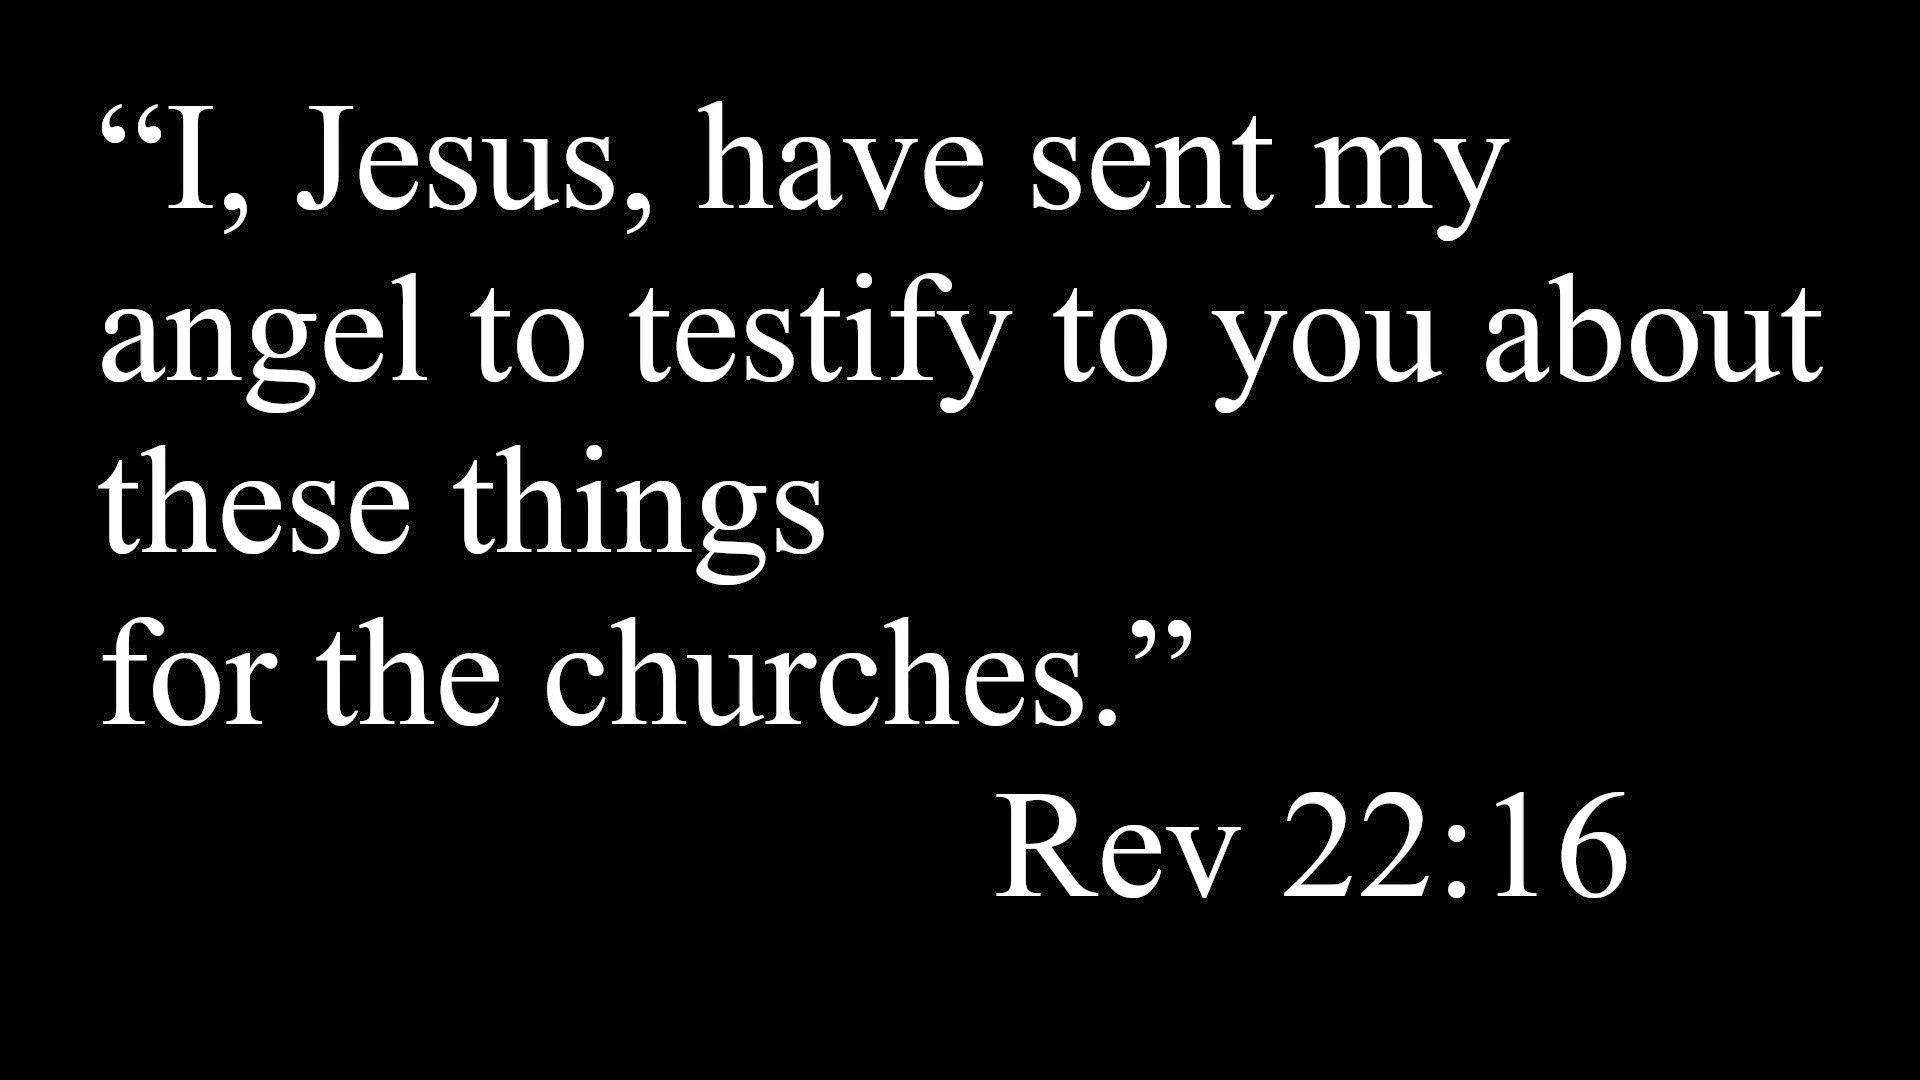 “I, Jesus, have sent my
angel to testify to you about
these things
for the churches.”
Rev 22:16